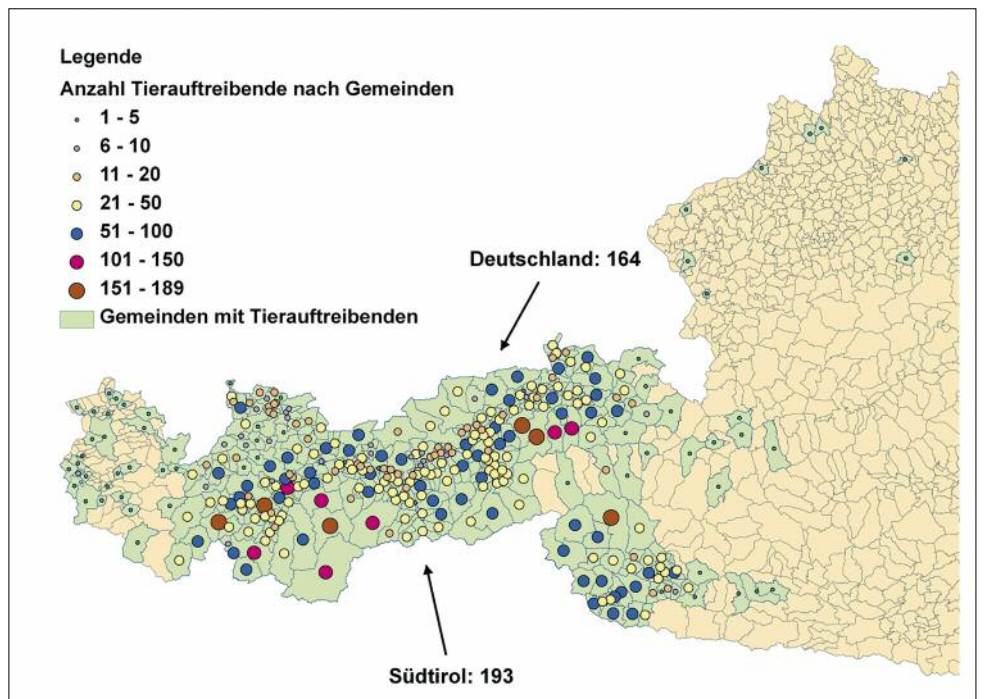 Legende
Anzahl Tierauftreibende nach Gemeinden
1 - 5
6 - 10
11 - 20
21 - 50
51 - 100
101 - 150
151 - 189
Gemeinden mit Tierauftreibenden
Deutschland: 164
Südtirol: 193